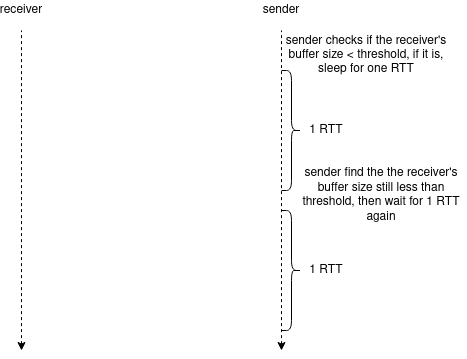 receiver
sender
sender checks if the receiver's
buffer size < threshold, if it is,
sleep for one RTT
1 RTT
sender find the the receiver's
buffer size still less than
threshold, then wait for 1 RTT
again
1 RTT